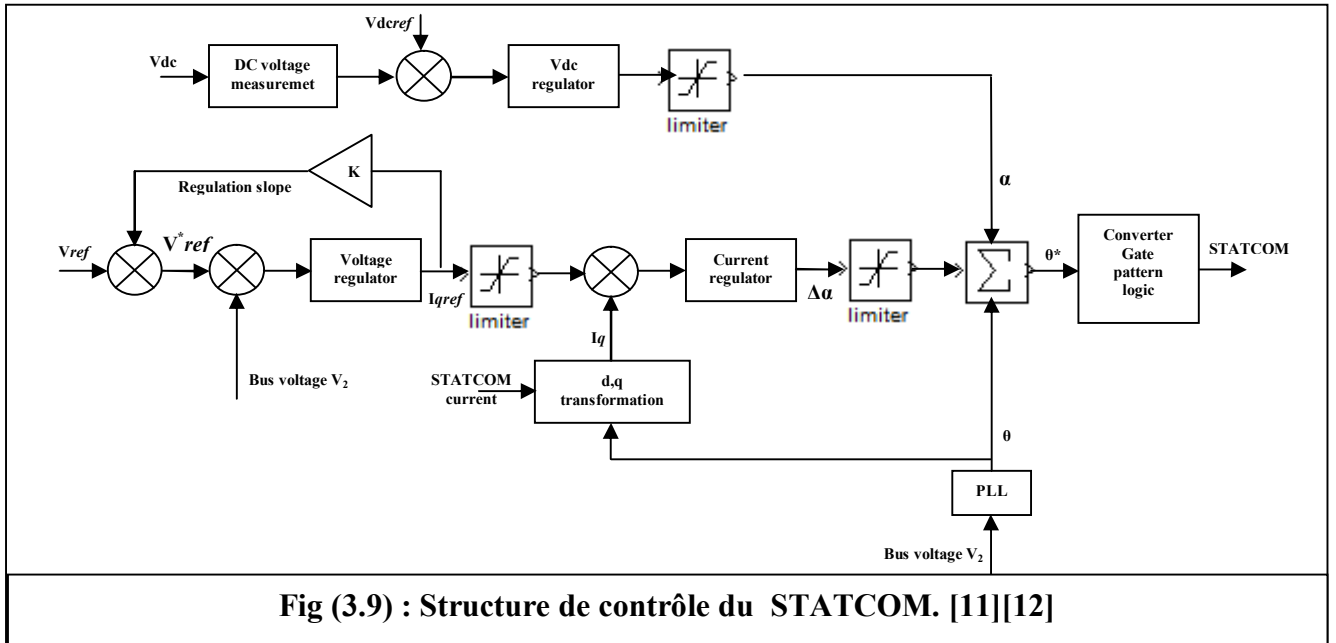 Vdcref
Vdc
DC voltage
measuremet
Vdc
regulator
limiter
K
Regulation slope
α
Vref
V*ref
Voltage
regulator
Iqref
limiter
Current
regulator
Δα
limiter
Σ
θ*
Converter
Gate
pattern
logic
STATCOM
Iq
Bus voltage V₂
STATCOM
current
d,q
transformation
θ
PLL
Bus voltage V₂
Fig (3.9) : Structure de contrôle du STATCOM. [11][12]